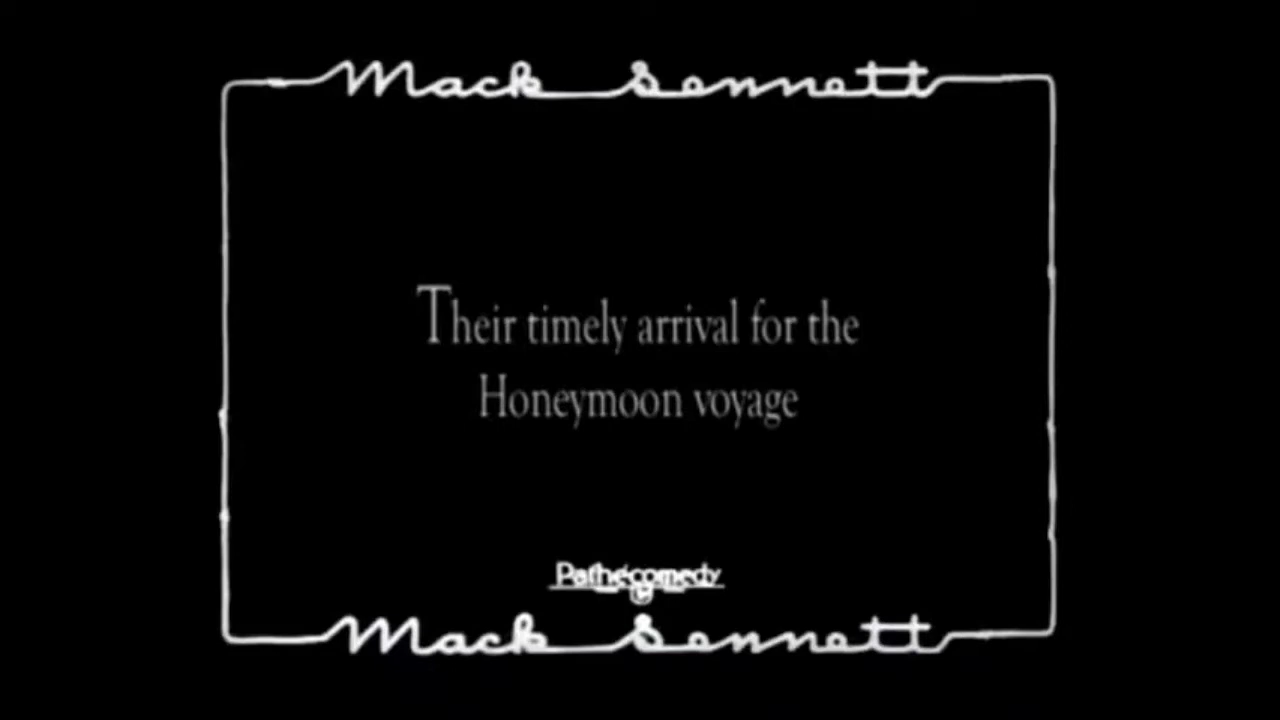 Mack Sennett
Their timely arrival for the
Honeymoon voyage
Pathécomedy
Mack Sennett